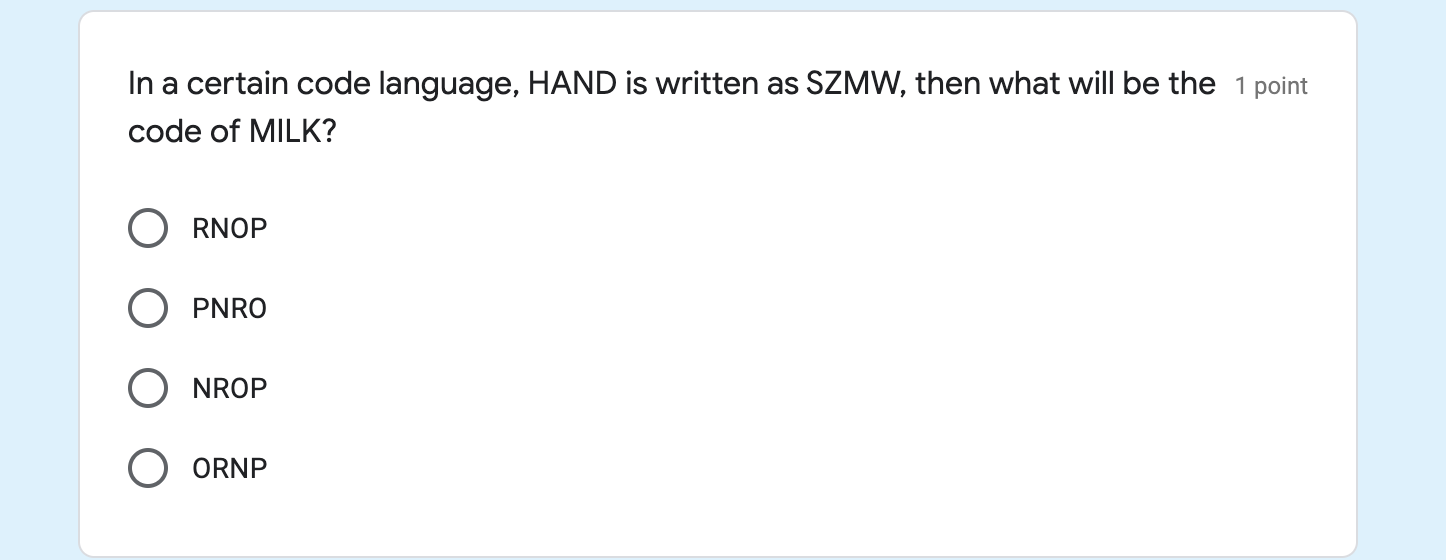 In a certain code language, HAND is written as SZMW, then what will be the 1 point
code of MILK?
RNOP
PNRO
NROP
ORNP